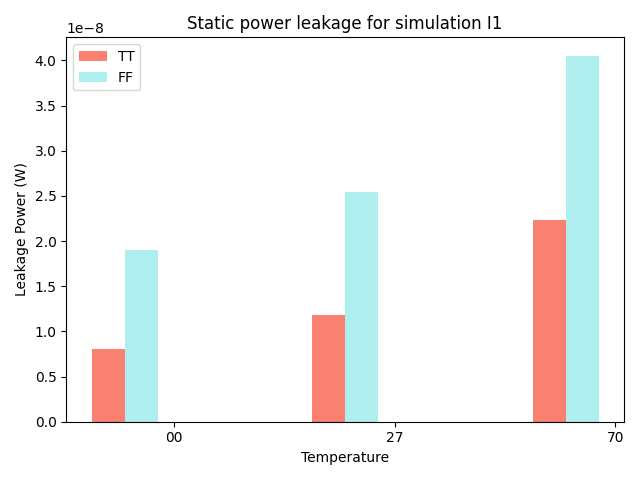 Static power leakage for simulation I1
1e−8
TT
FF
4.0
3.5
3.0
2.5
2.0
1.5
1.0
0.5
0.0
Leakage Power (W)
00
27
70
Temperature